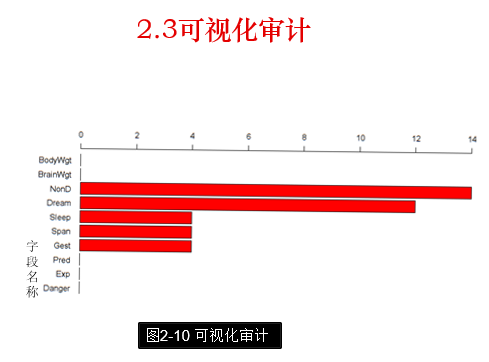 2.3可视化审计
0 2 4 6 8 10 12 14
BodyWgt
BrainWgt
NonD
Dream
Sleep
Span
Gest
Pred
Exp
Danger
字段名称
图2-10 可视化审计